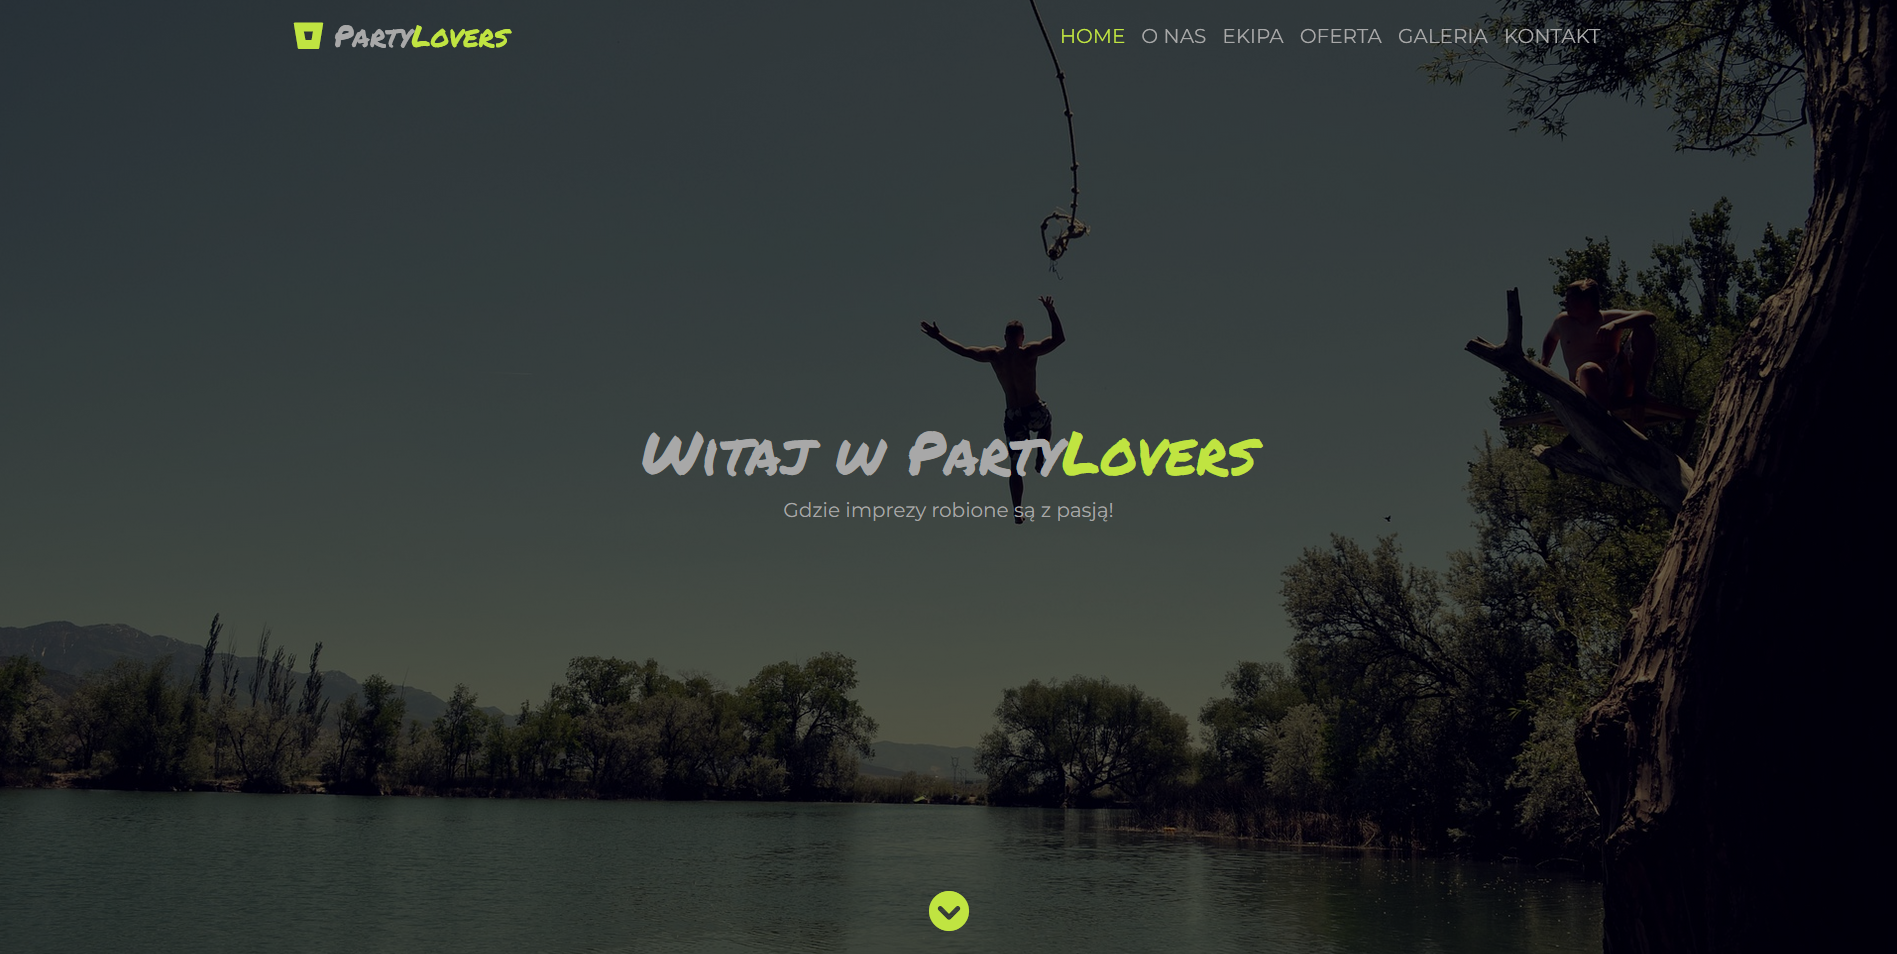 PartyLovers
HOME O NAS EKIPA OFERTA GALERIA KONTAKT
Witaj w PartyLovers
Gdzie imprezy robione są z pasją!